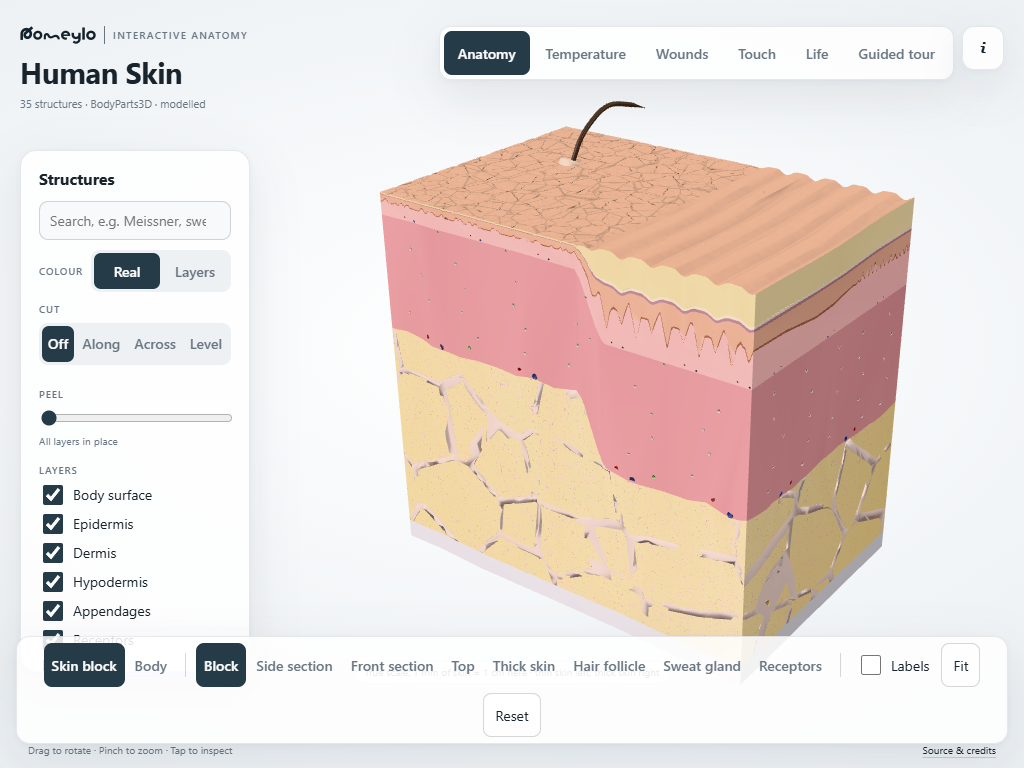 Domeylo | INTERACTIVE ANATOMY
Human Skin
35 structures · BodyParts3D · modelled
Anatomy Temperature Wounds Touch Life Guided tour
i
Structures
Search, e.g. Meissner, swe
COLOUR Real Layers
CUT
Off Along Across Level
PEEL
All layers in place
LAYERS
Body surface
Epidermis
Dermis
Hypodermis
Appendages
Receptors
Skin block Body Block Side section Front section Top Thick skin Hair follicle Sweat gland Receptors Labels Fit
Reset
Drag to rotate · Pinch to zoom · Tap to inspect
Source & credits